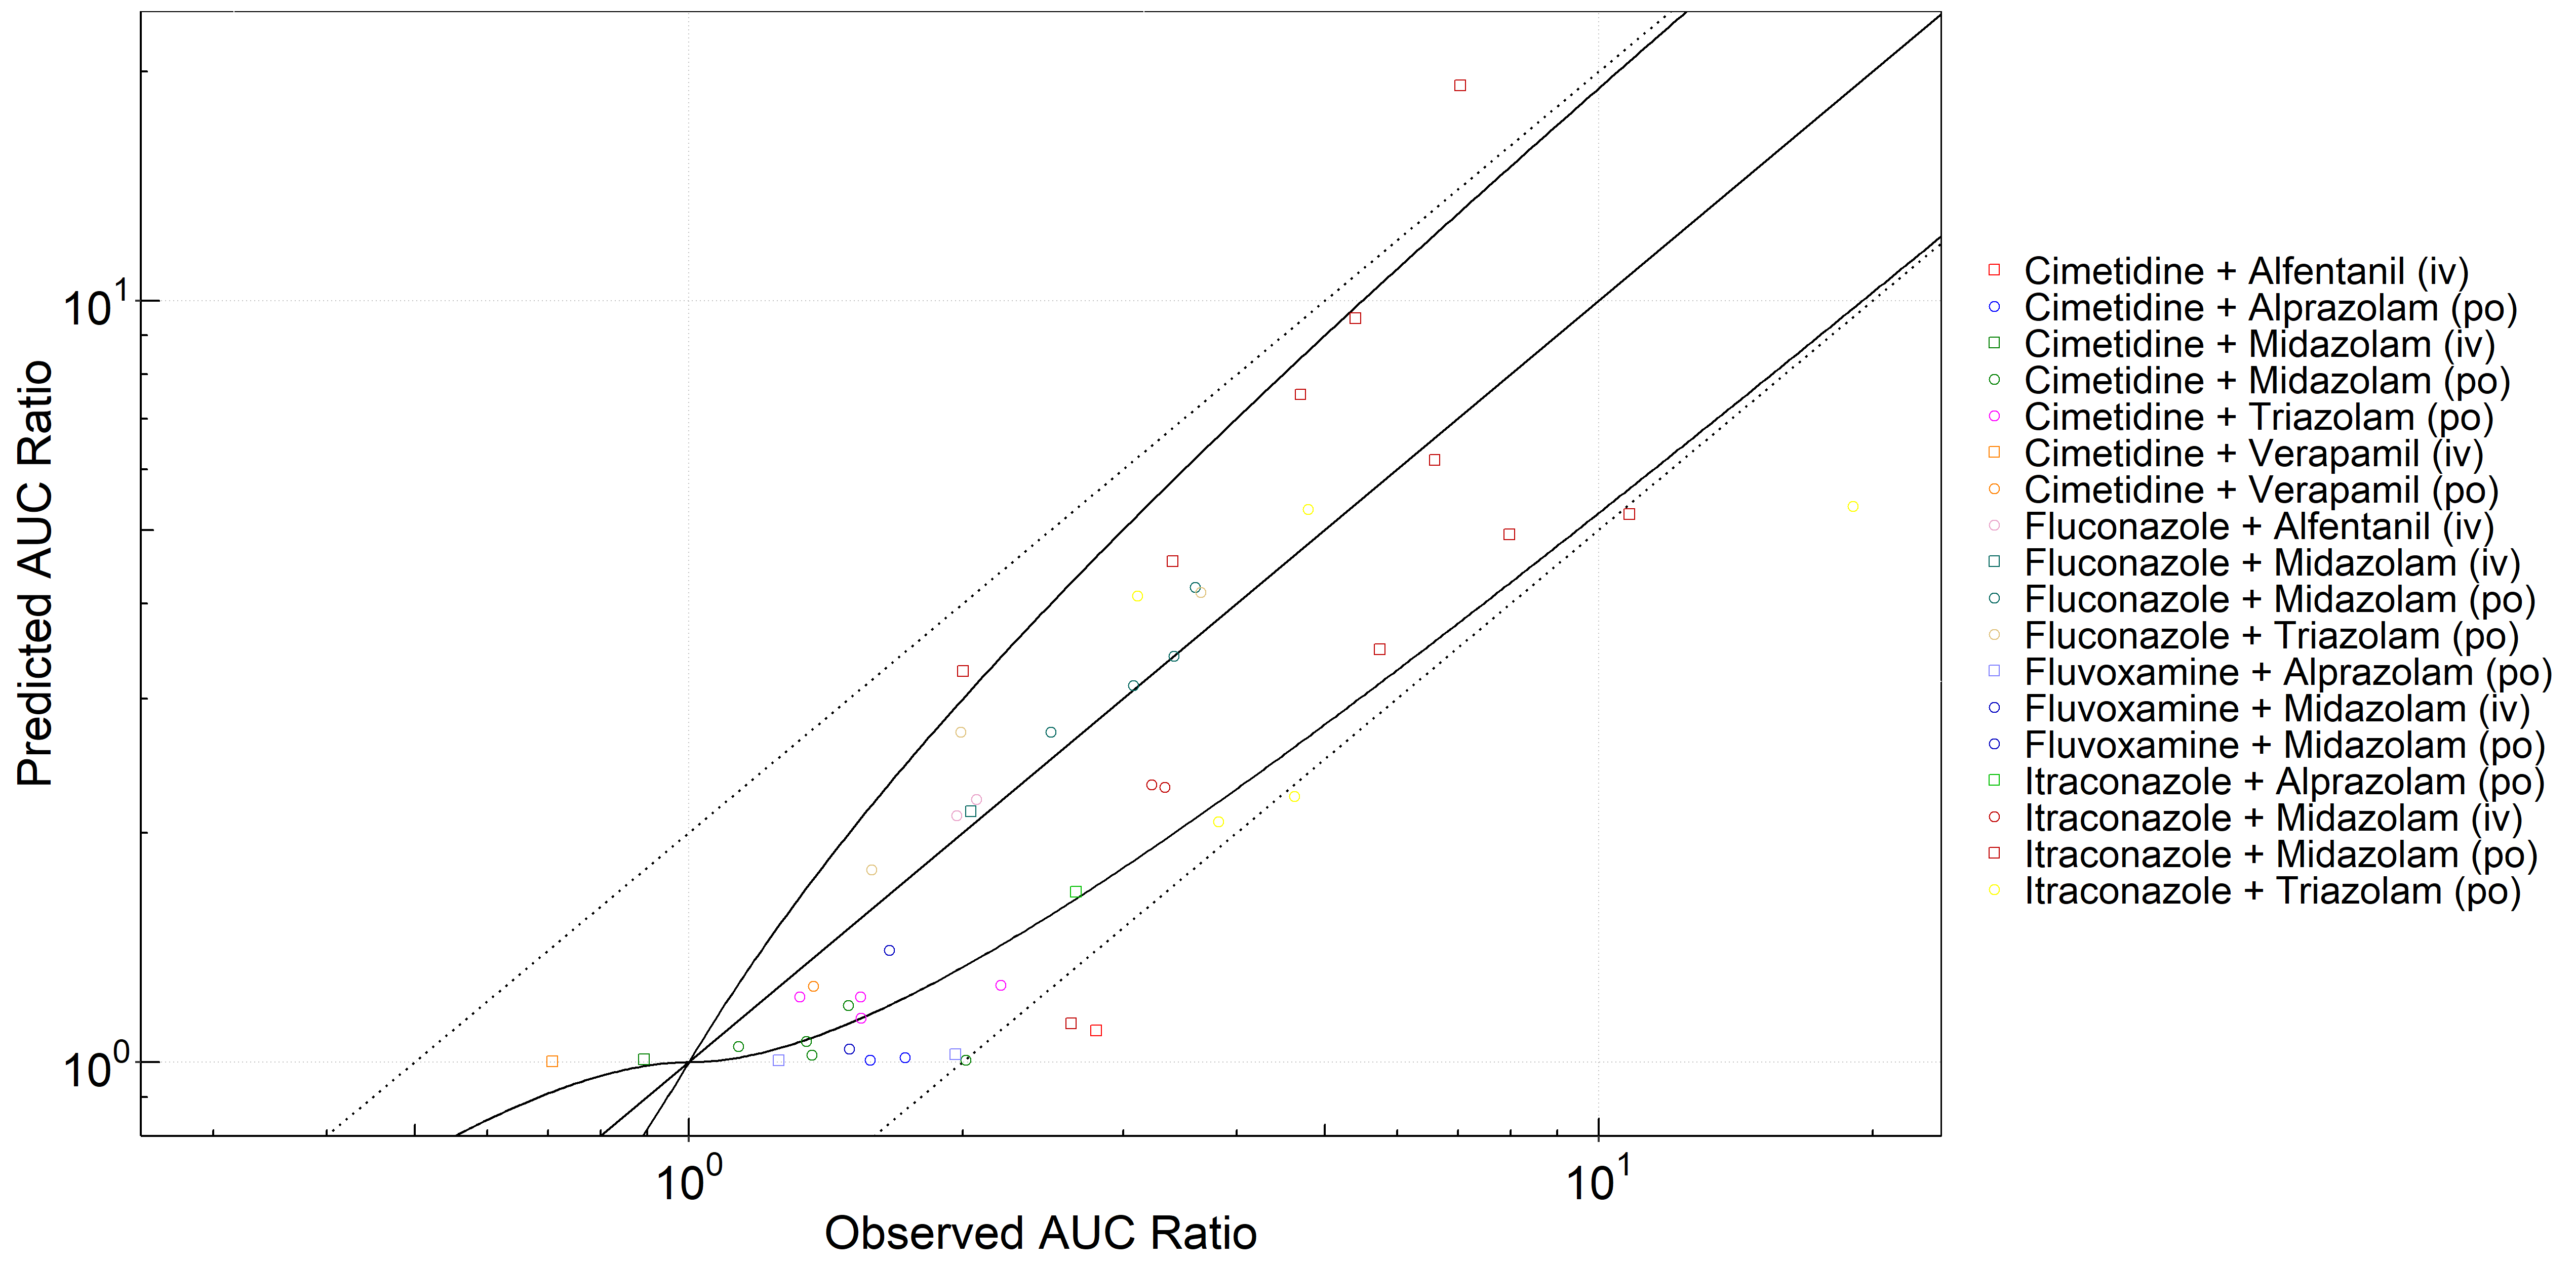 Predicted AUC Ratio
10¹
10⁰
10⁰ 10¹
Observed AUC Ratio
Cimetidine + Alfentanil (iv)
Cimetidine + Alprazolam (po)
Cimetidine + Midazolam (iv)
Cimetidine + Midazolam (po)
Cimetidine + Triazolam (po)
Cimetidine + Verapamil (iv)
Cimetidine + Verapamil (po)
Fluconazole + Alfentanil (iv)
Fluconazole + Midazolam (iv)
Fluconazole + Midazolam (po)
Fluconazole + Triazolam (po)
Fluvoxamine + Alprazolam (po)
Fluvoxamine + Midazolam (iv)
Fluvoxamine + Midazolam (po)
Itraconazole + Alprazolam (po)
Itraconazole + Midazolam (iv)
Itraconazole + Midazolam (po)
Itraconazole + Triazolam (po)